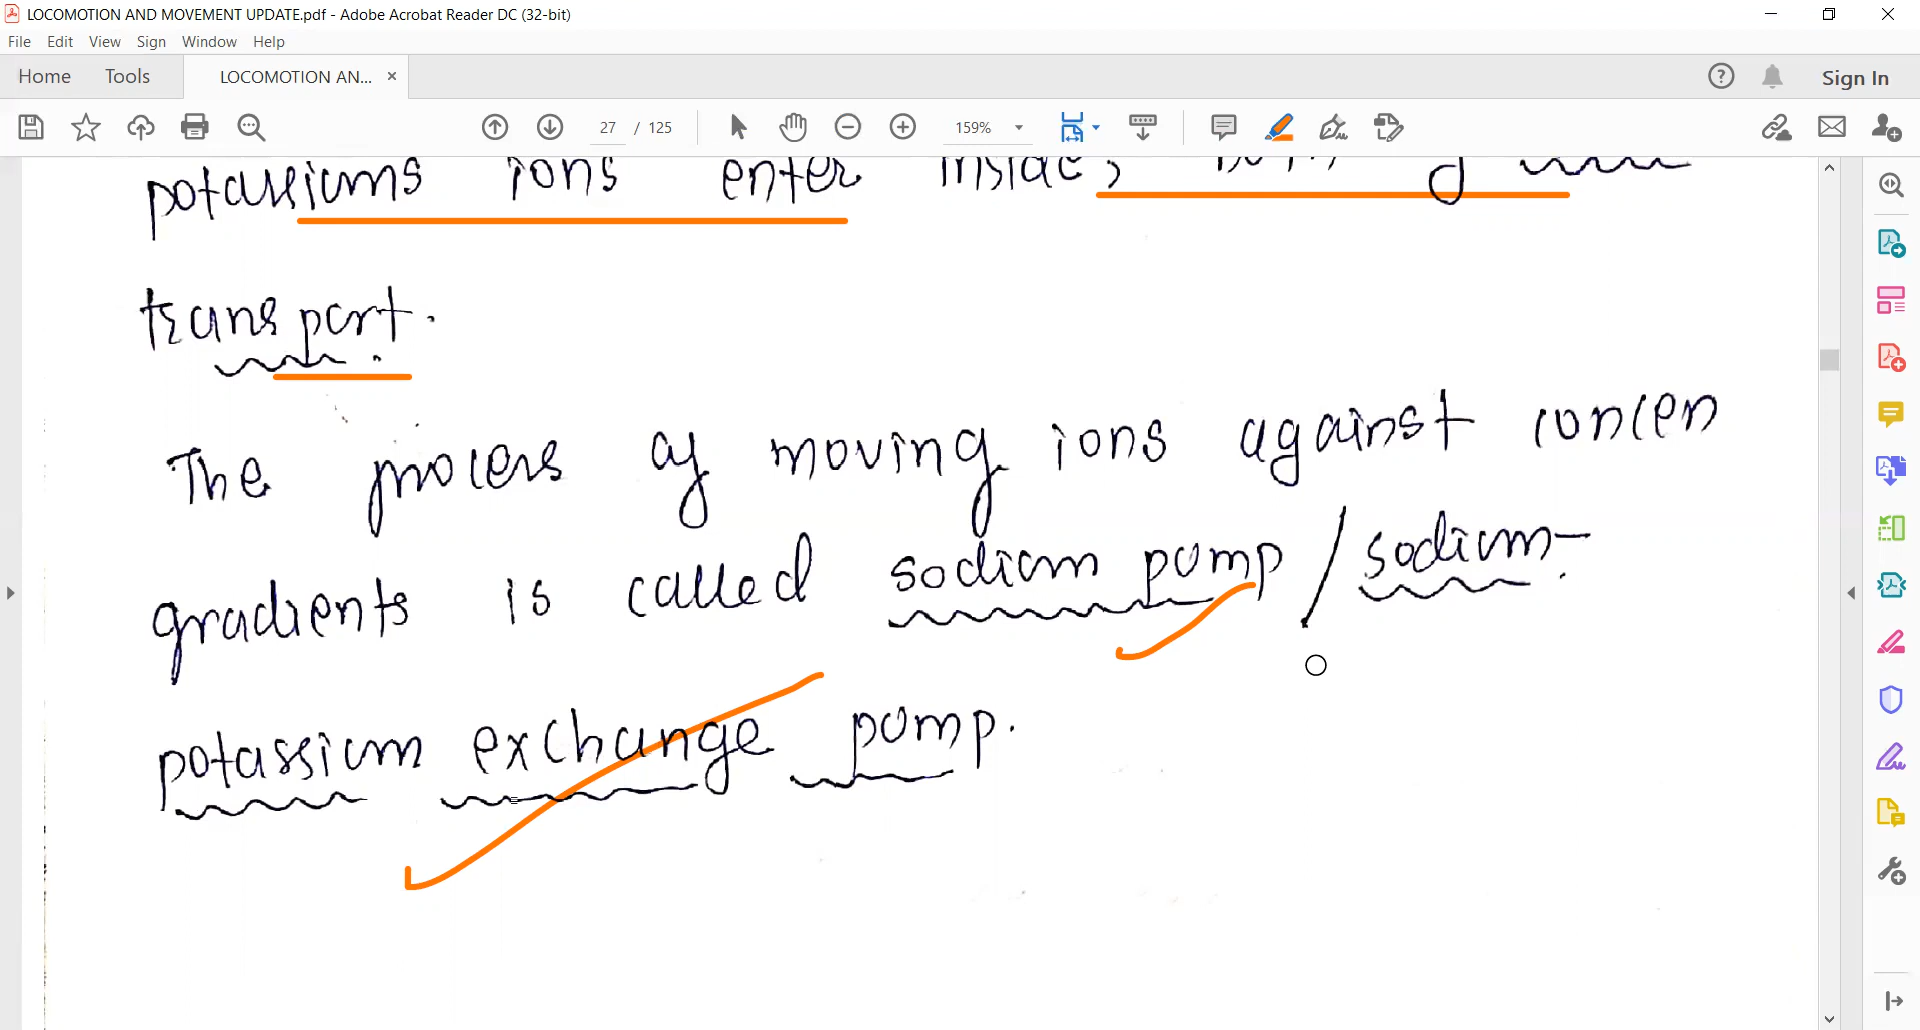 LOCOMOTION AND MOVEMENT UPDATE.pdf - Adobe Acrobat Reader DC (32-bit)
File Edit View Sign Window Help
Home Tools LOCOMOTION AN... × Sign In
27 / 125 159%
potassiums ions enter inside,
transport.
The process of moving ions against concen
gradients is called sodium pump / sodium-
potassium exchange pump.